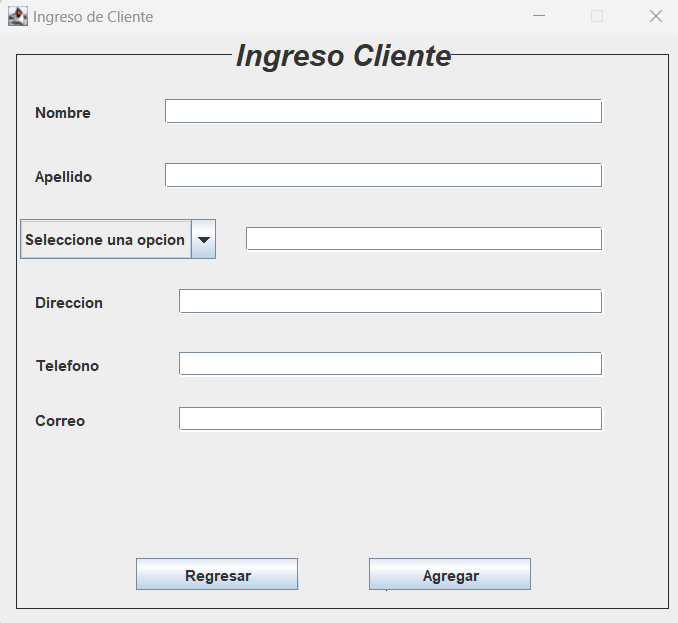 Ingreso de Cliente
Ingreso Cliente
Nombre
Apellido
Seleccione una opcion
Direccion
Telefono
Correo
Regresar Agregar